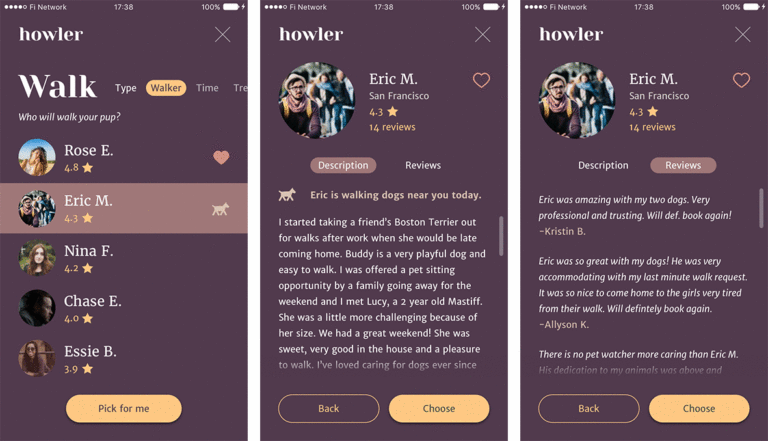 Fi Network 17:38 100%
howler
Walk Type Walker Time Tre
Who will walk your pup?
Rose E.
4.8
Eric M.
4.3
Nina F.
4.2
Chase E.
4.0
Essie B.
3.9
Pick for me
Fi Network 17:38 100%
howler
Eric M.
San Francisco
4.3
14 reviews
Description Reviews
Eric is walking dogs near you today.
I started taking a friend's Boston Terrier out
for walks after work when she would be late
coming home. Buddy is a very playful dog and
easy to walk. I was offered a pet sitting
opportunity by a family going away for the
weekend and I met Lucy, a 2 year old Mastiff.
She was a little more challenging because of
her size. We had a great weekend! She was
sweet, very good in the house and a pleasure
to walk. I've loved caring for dogs ever since
Back Choose
Fi Network 17:38 100%
howler
Eric M.
San Francisco
4.3
14 reviews
Description Reviews
Eric was amazing with my two dogs. Very
professional and trusting. Will def. book again!
~Kristin B.
Eric was so great with my dogs! He was very
accommodating with my last minute walk request.
It was so nice to come home to the girls very tired
from their walk. Will defintely book again.
~Allyson K.
There is no pet watcher more caring than Eric M.
His dedication to my animals was above and
Back Choose